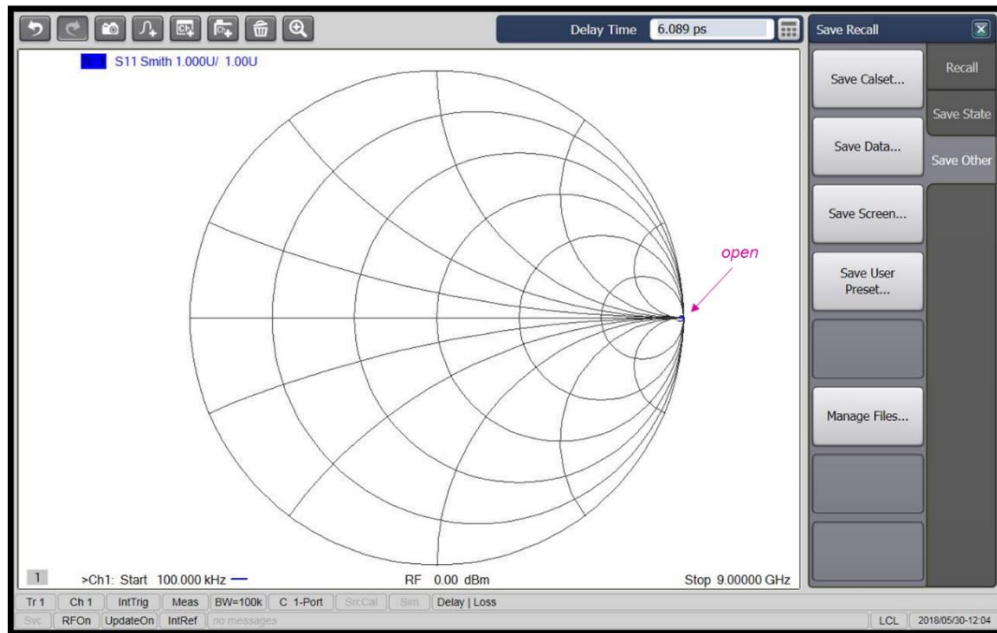 Delay Time 6.089 ps
Save Recall
S11 Smith 1.000U/ 1.00U
Save Calset...
Recall
Save State
Save Data...
Save Other
Save Screen...
open
Save User
Preset...
Manage Files...
1 >Ch1: Start 100.000 kHz RF 0.00 dBm Stop 9.00000 GHz
Tr 1 Ch 1 IntTrig Meas BW=100k C 1-Port SrcCal Sim Delay | Loss
Svc RFOn UpdateOn IntRef no messages LCL 2018/05/30-12:04